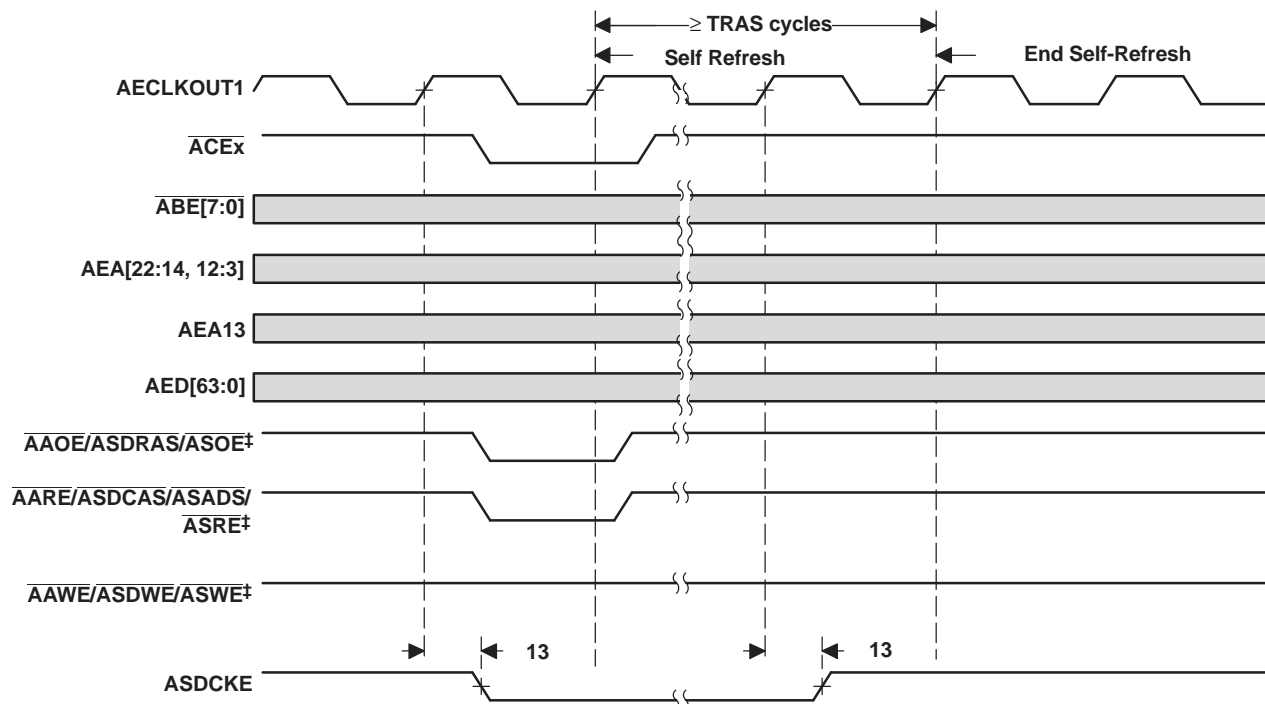 ≥ TRAS cycles
Self Refresh
End Self-Refresh
AECLKOUT1
ACEx
ABE[7:0]
AEA[22:14, 12:3]
AEA13
AED[63:0]
AAOE/ASDRAS/ASOE‡
AARE/ASDCAS/ASADS/
ASRE‡
AAWE/ASDWE/ASWE‡
13
13
ASDCKE